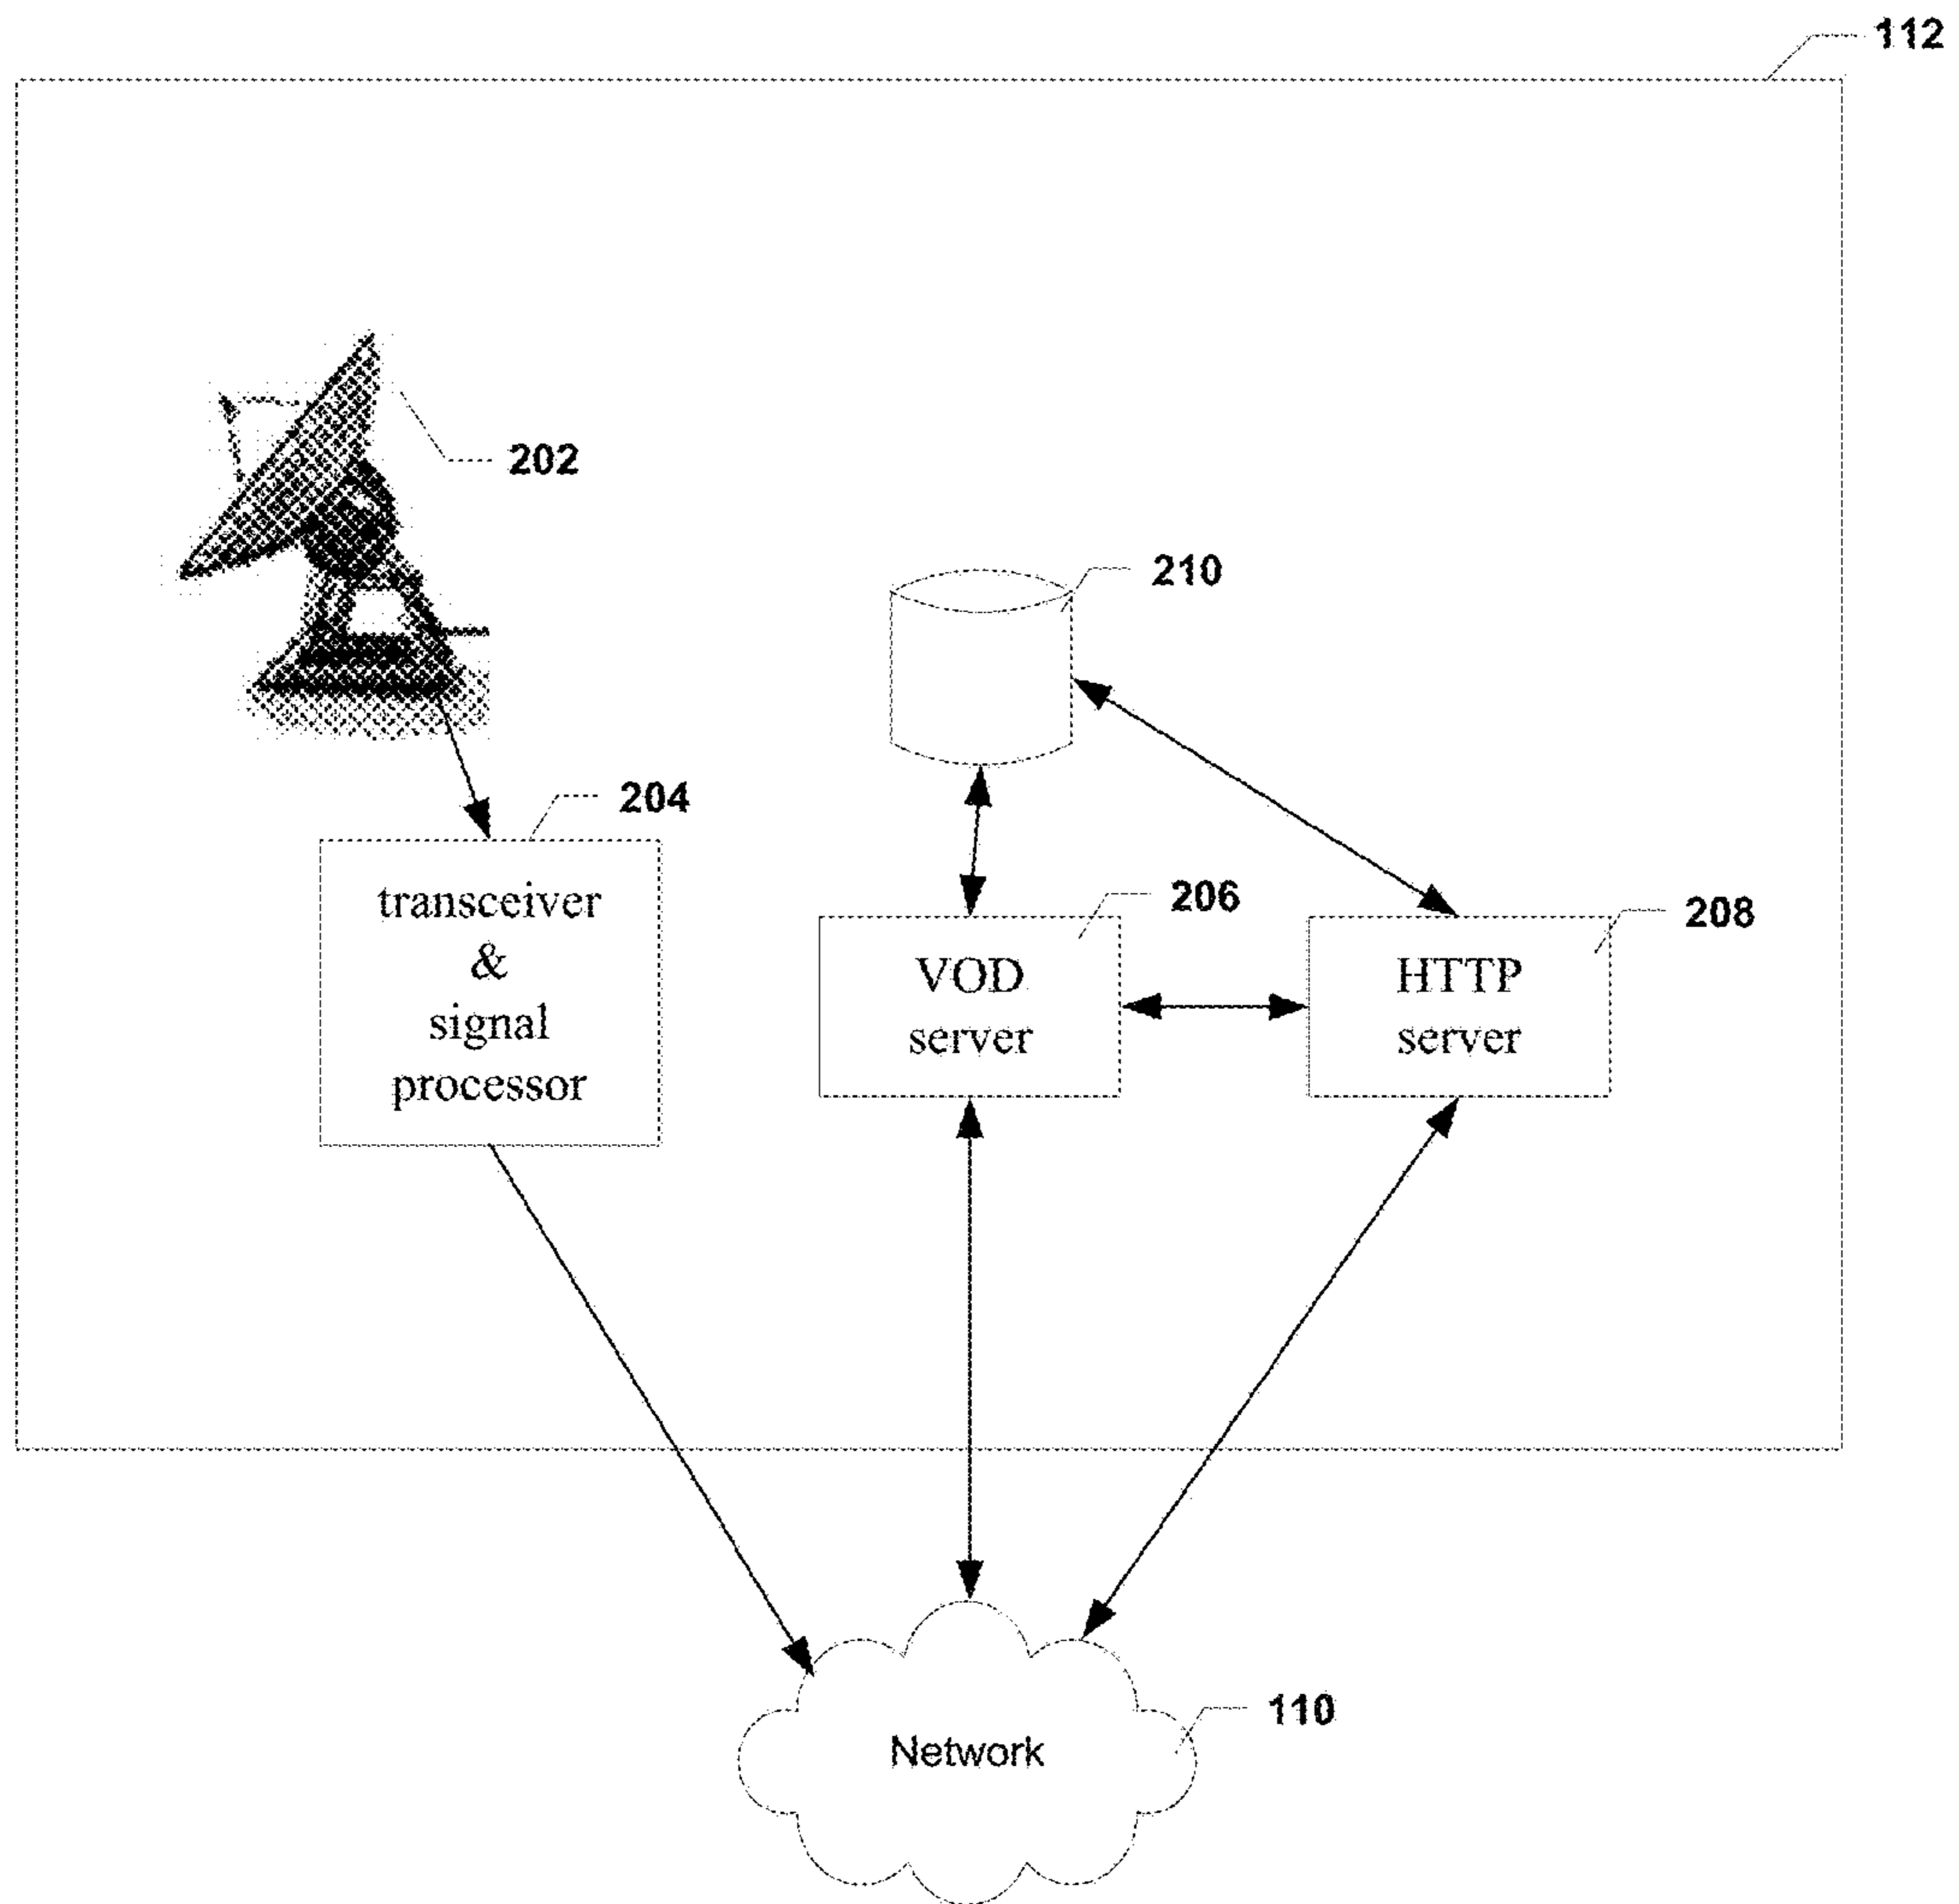 112
202
210
204
transceiver
&
signal
processor
206
VOD
server
208
HTTP
server
110
Network